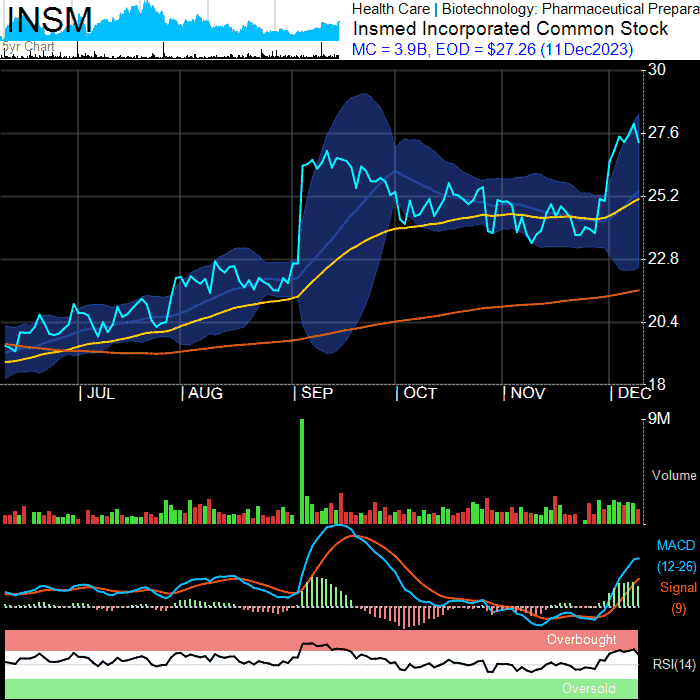 INSM
5yr Chart
Health Care | Biotechnology: Pharmaceutical Prepara
Insmed Incorporated Common Stock
MC = 3.9B, EOD = $27.26 (11Dec2023)
30
27.6
25.2
22.8
20.4
18
| JUL | AUG | SEP | OCT | NOV | DEC
9M
Volume
MACD
(12-26)
Signal
(9)
Overbought
RSI(14)
Oversold